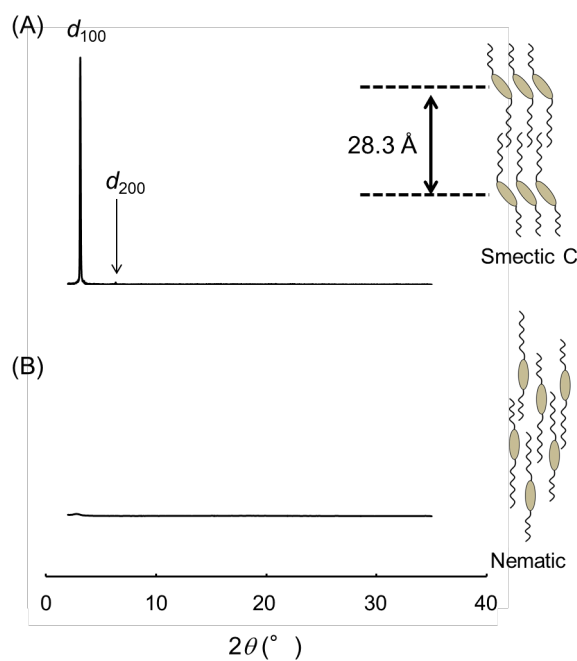 (A)
d100
d200
28.3 Å
Smectic C
(B)
Nematic
0 10 20 30 40
2θ (° )